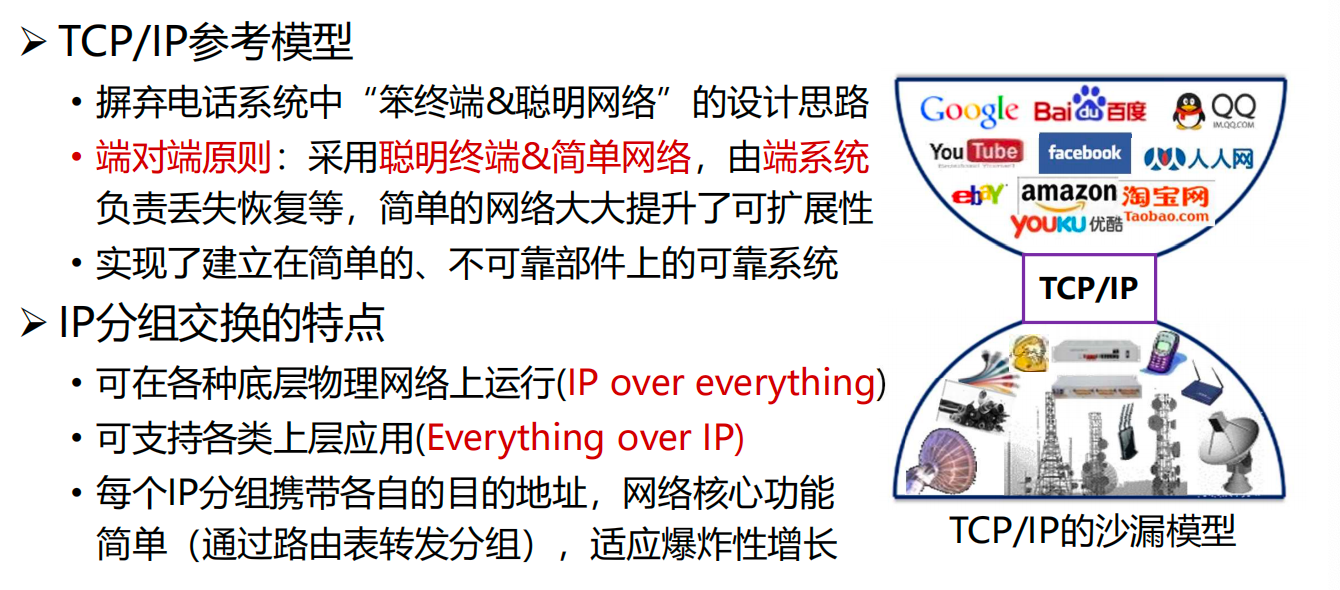 ➢ TCP/IP参考模型
• 摒弃电话系统中“笨终端&聪明网络”的设计思路
• 端对端原则：采用聪明终端&简单网络，由端系统
负责丢失恢复等，简单的网络大大提升了可扩展性
• 实现了建立在简单的、不可靠部件上的可靠系统
➢ IP分组交换的特点
• 可在各种底层物理网络上运行(IP over everything)
• 可支持各类上层应用(Everything over IP)
• 每个IP分组携带各自的目的地址，网络核心功能
简单（通过路由表转发分组），适应爆炸性增长
Google Bai du 百度 QQ
IM.QQ.COM
YouTube facebook 人人网
ebay amazon 淘宝网
Taobao.com
YOUKU 优酷
TCP/IP
TCP/IP的沙漏模型